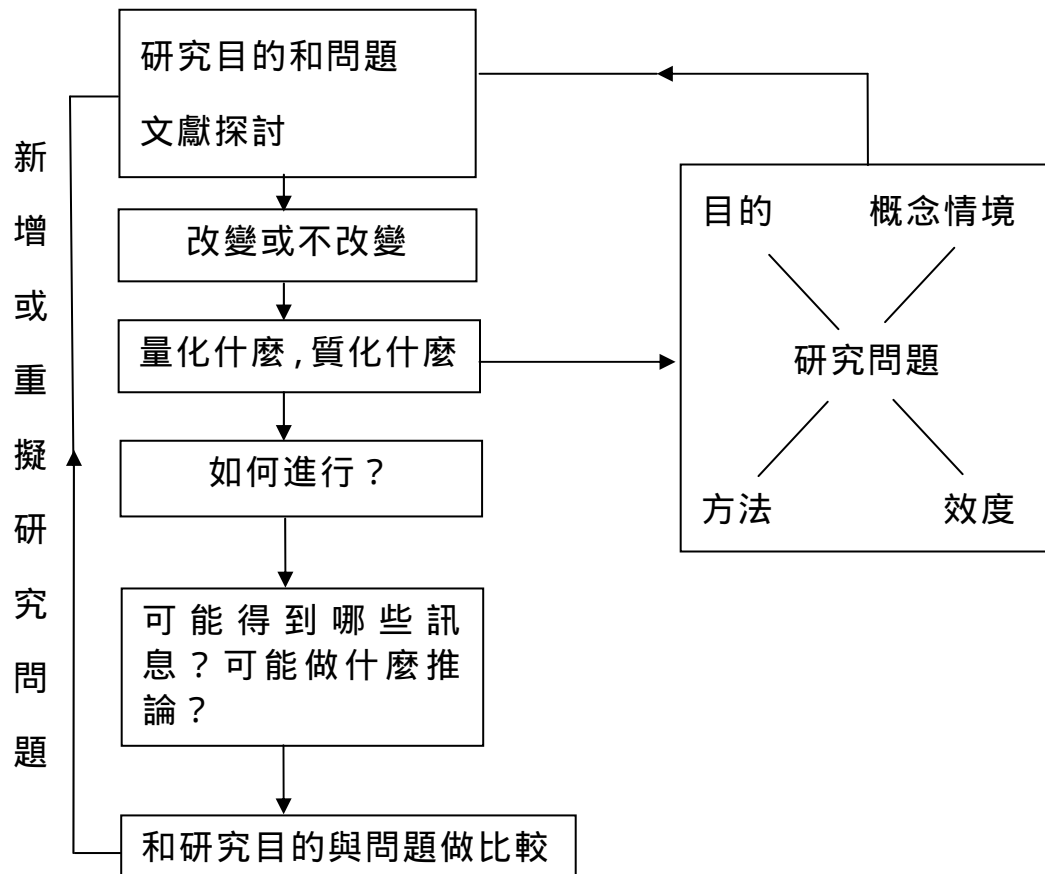 研究目的和問題
文獻探討
改變或不改變
量化什麼,質化什麼
如何進行?
可能得到哪些訊
息?可能做什麼推
論?
和研究目的與問題做比較
新增或重擬研究問題
目的 概念情境
研究問題
方法 效度